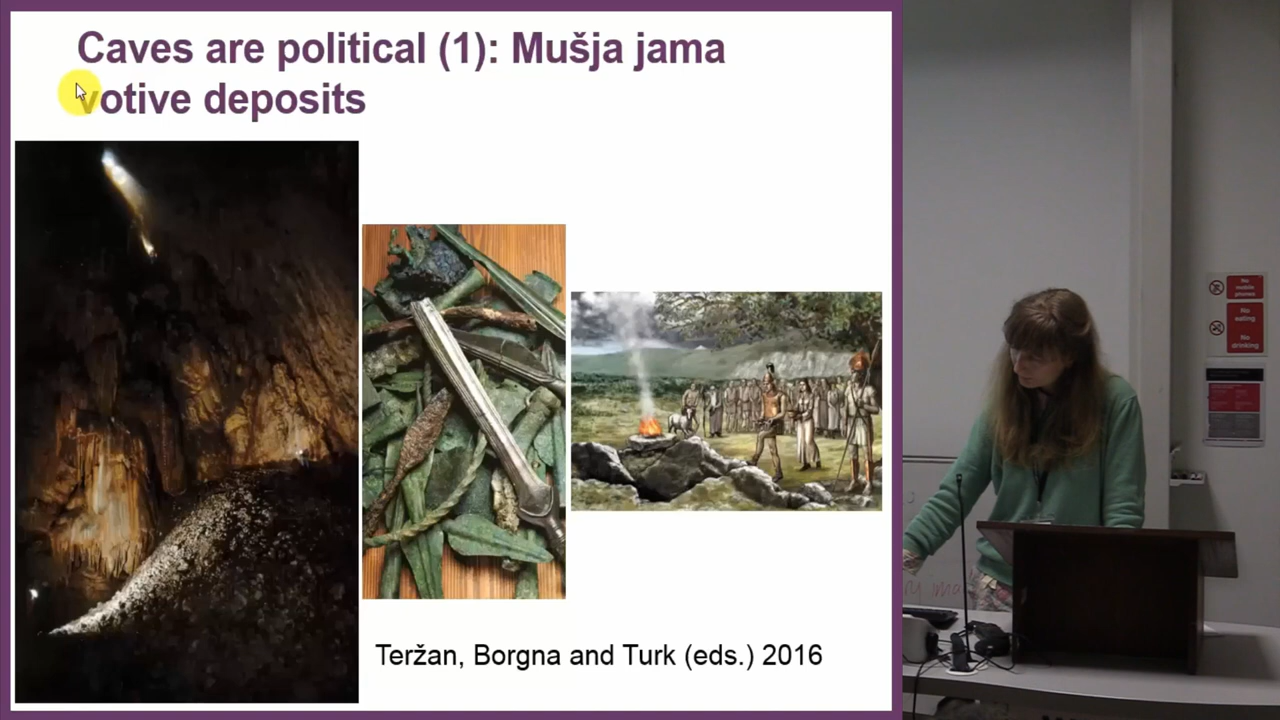 Caves are political (1): Mušja jama
votive deposits
Teržan, Borgna and Turk (eds.) 2016
No
mobile
phones
No
eating
No
drinking